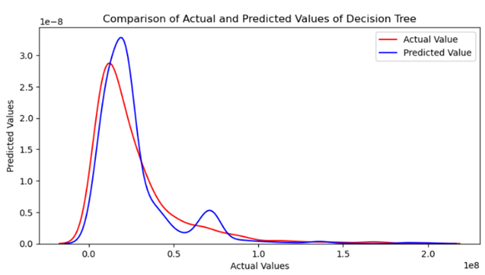 Comparison of Actual and Predicted Values of Decision Tree
1e-8
Actual Value
Predicted Value
3.0
2.5
2.0
1.5
1.0
0.5
0.0
Predicted Values
0.0 0.5 1.0 1.5 2.0
1e8
Actual Values